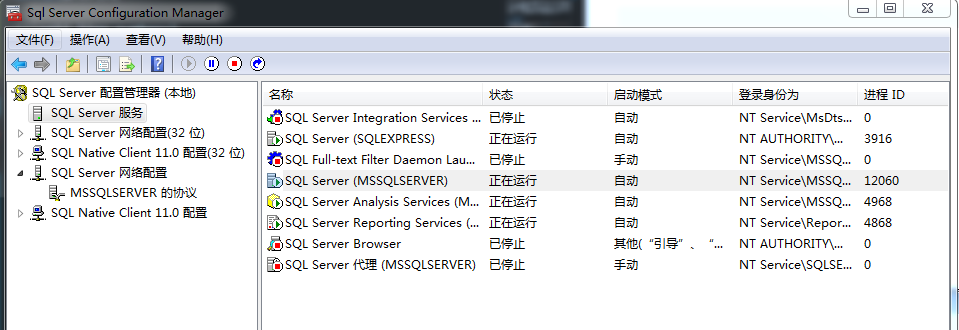 Sql Server Configuration Manager
文件(F) 操作(A) 查看(V) 帮助(H)
SQL Server 配置管理器 (本地)
SQL Server 服务
SQL Server 网络配置(32 位)
SQL Native Client 11.0 配置(32 位)
SQL Server 网络配置
MSSQLSERVER 的协议
SQL Native Client 11.0 配置
名称 状态 启动模式 登录身份为 进程 ID
SQL Server Integration Services ... 已停止 自动 NT Service\MsDts... 0
SQL Server (SQLEXPRESS) 正在运行 自动 NT AUTHORITY\... 3916
SQL Full-text Filter Daemon Lau... 已停止 手动 NT Service\MSSQ... 0
SQL Server (MSSQLSERVER) 正在运行 自动 NT Service\MSSQ... 12060
SQL Server Analysis Services (M... 正在运行 自动 NT Service\MSSQ... 4968
SQL Server Reporting Services (... 正在运行 自动 NT Service\Repor... 4868
SQL Server Browser 已停止 其他("引导"、"... NT AUTHORITY\... 0
SQL Server 代理 (MSSQLSERVER) 已停止 手动 NT Service\SQLSE... 0